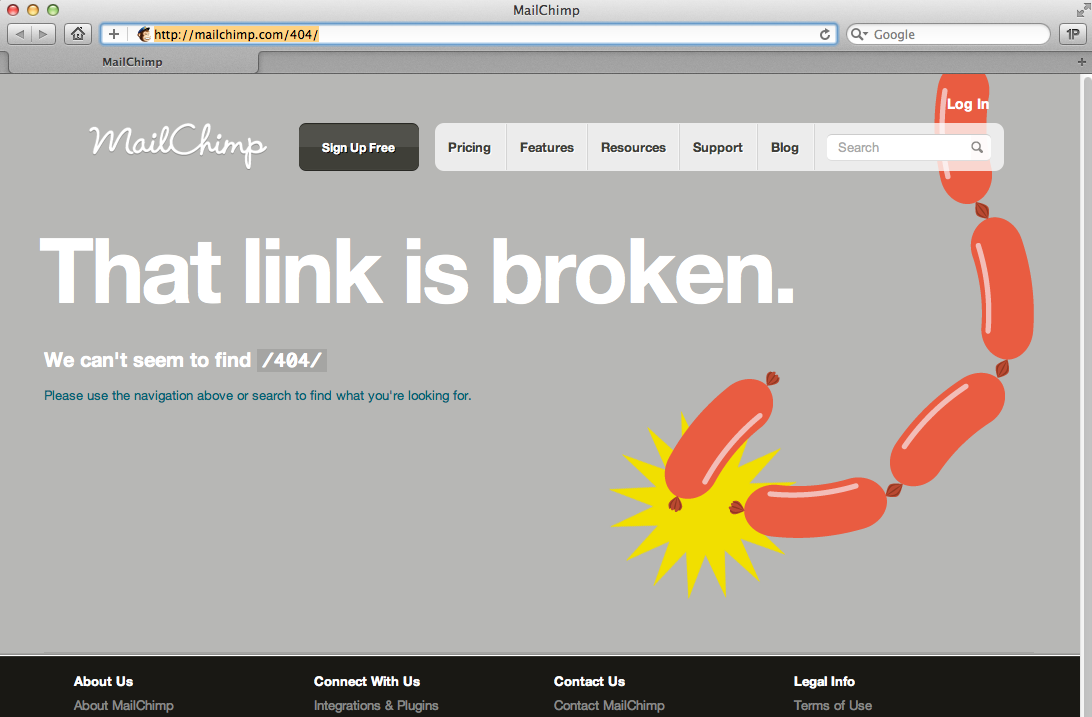 MailChimp
http://mailchimp.com/404/
Google
1P
MailChimp
Log In
MailChimp
Sign Up Free
Pricing
Features
Resources
Support
Blog
Search
That link is broken.
We can't seem to find /404/
Please use the navigation above or search to find what you're looking for.
About Us
Connect With Us
Contact Us
Legal Info
About MailChimp
Integrations & Plugins
Contact MailChimp
Terms of Use